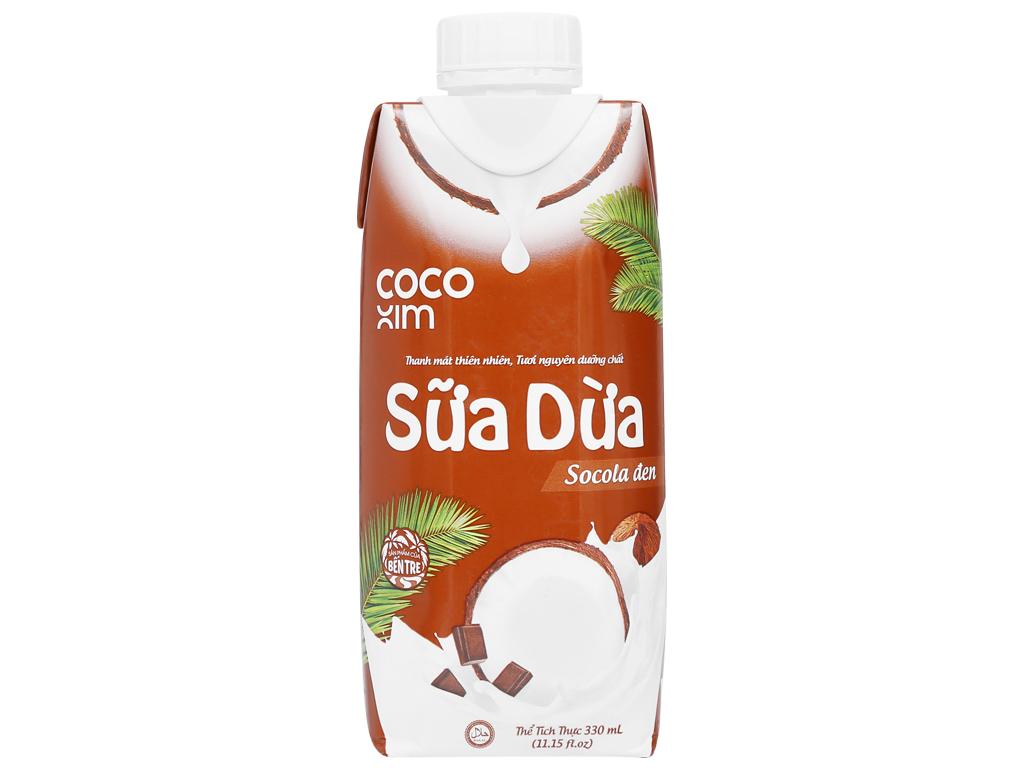 COCO
XIM
Thanh mát thiên nhiên, Tươi nguyên dưỡng chất
Sữa Dừa
Socola đen
SẢN PHẨM CỦA
BẾN TRE
حلال
Thể Tích Thực 330 mL
(11.15 fl.oz)